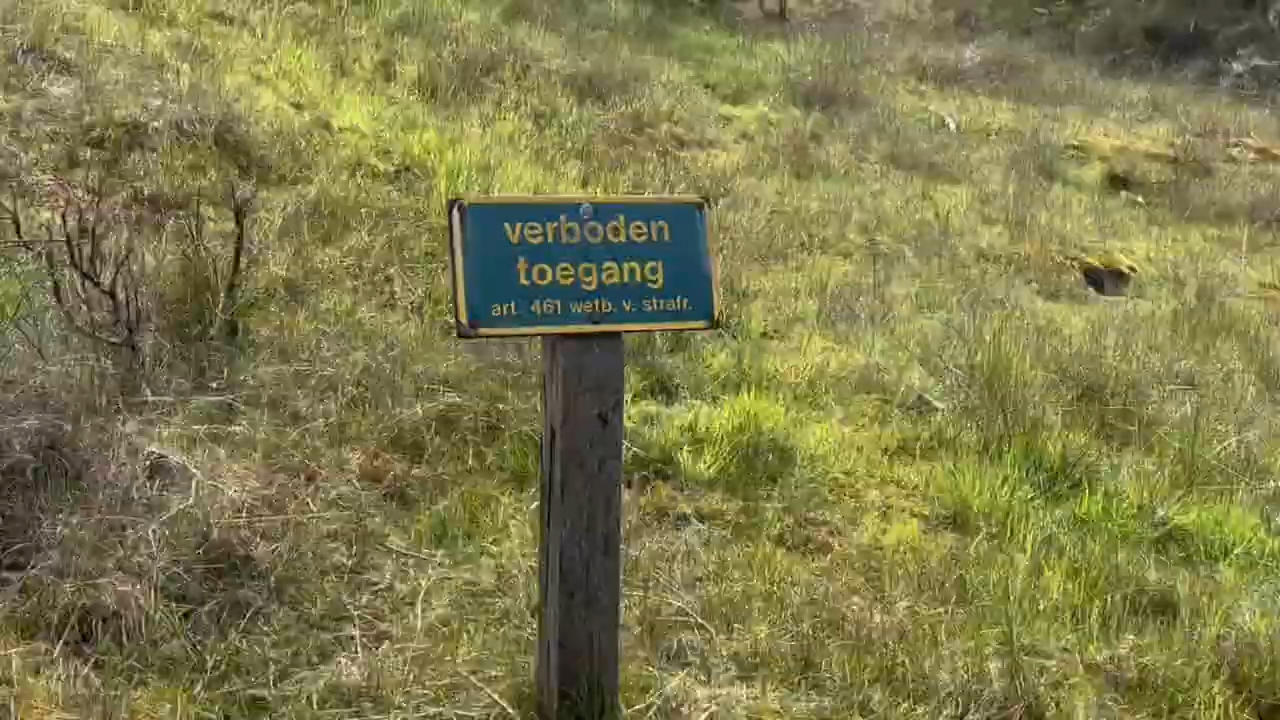 verboden
toegang
art. 461 wetb. v. strafr.